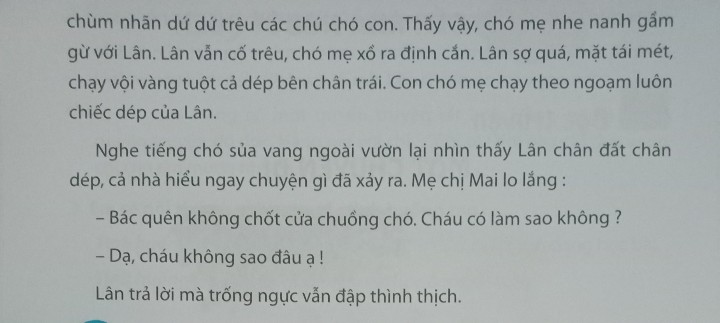 chùm nhãn dứ dứ trêu các chú chó con. Thấy vậy, chó mẹ nhe nanh gầm
gừ với Lân. Lân vẫn cố trêu, chó mẹ xổ ra định cắn. Lân sợ quá, mặt tái mét,
chạy vội vàng tuột cả dép bên chân trái. Con chó mẹ chạy theo ngoạm luôn
chiếc dép của Lân.
Nghe tiếng chó sủa vang ngoài vườn lại nhìn thấy Lân chân đất chân
dép, cả nhà hiểu ngay chuyện gì đã xảy ra. Mẹ chị Mai lo lắng :
– Bác quên không chốt cửa chuồng chó. Cháu có làm sao không ?
– Dạ, cháu không sao đâu ạ !
Lân trả lời mà trống ngực vẫn đập thình thịch.